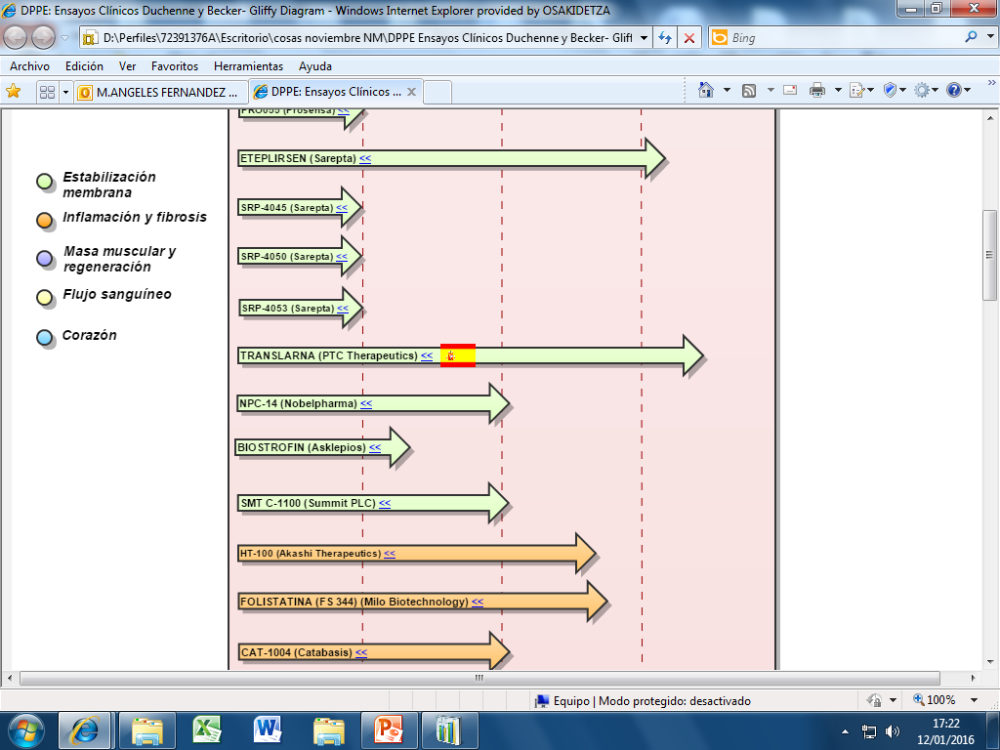 DPPE: Ensayos Clínicos Duchenne y Becker- Gliffy Diagram - Windows Internet Explorer provided by OSAKIDETZA
D:\Perfiles\72391376A\Escritorio\cosas noviembre NM\DPPE Ensayos Clínicos Duchenne y Becker- Glif
Bing
Archivo Edición Ver Favoritos Herramientas Ayuda
M.ANGELES FERNANDEZ ...
DPPE: Ensayos Clínicos ...
PRO055 (Prosensa) <<
ETEPLIRSEN (Sarepta) <<
Estabilización
membrana
Inflamación y fibrosis
Masa muscular y
regeneración
Flujo sanguíneo
Corazón
SRP-4045 (Sarepta) <<
SRP-4050 (Sarepta) <<
SRP-4053 (Sarepta) <<
TRANSLARNA (PTC Therapeutics) <<
NPC-14 (Nobelpharma) <<
BIOSTROFIN (Asklepios) <<
SMT C-1100 (Summit PLC) <<
HT-100 (Akashi Therapeutics) <<
FOLISTATINA (FS 344) (Milo Biotechnology) <<
CAT-1004 (Catabasis) <<
Equipo | Modo protegido: desactivado
100%
17:22
12/01/2016